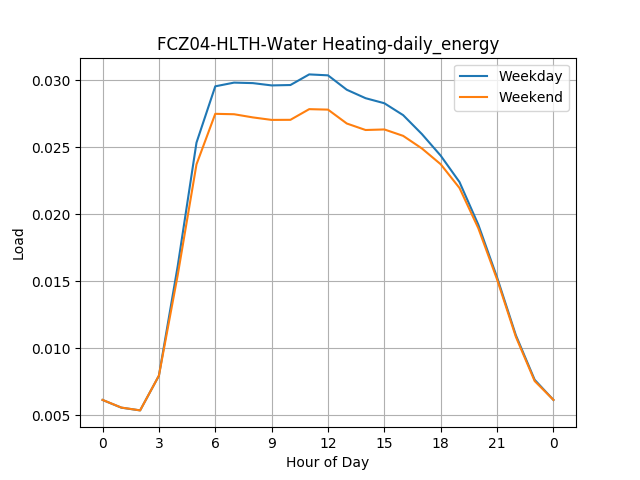 FCZ04-HLTH-Water Heating-daily_energy
Weekday
Weekend
Load
0.030
0.025
0.020
0.015
0.010
0.005
0 3 6 9 12 15 18 21 0
Hour of Day